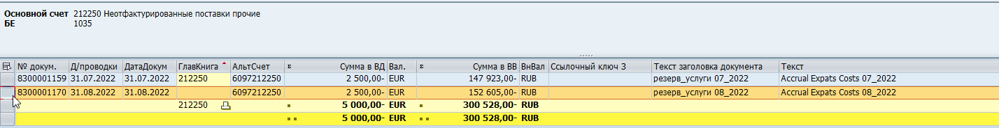 Основной счет 212250 Неотфактурированные поставки прочие
БЕ 1035
№ докум. Д/проводки ДатаДокум ГлавКнига АльтСчет Σ Сумма в ВД Вал. Σ Сумма в ВВ ВнВал Ссылочный ключ 3 Текст заголовка документа Текст
8300001159 31.07.2022 31.07.2022 212250 6097212250 2 500,00- EUR 147 923,00- RUB резерв_услуги 07_2022 Accrual Expats Costs 07_2022
8300001170 31.08.2022 31.08.2022 6097212250 2 500,00- EUR 152 605,00- RUB резерв_услуги 08_2022 Accrual Expats Costs 08_2022
212250 5 000,00- EUR 300 528,00- RUB
5 000,00- EUR 300 528,00- RUB